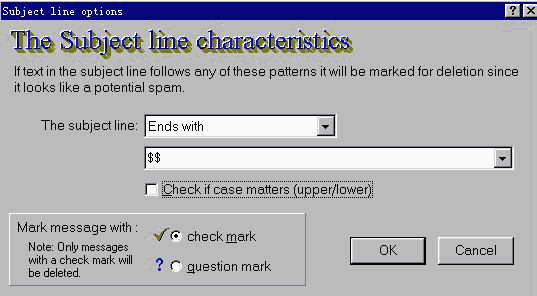 Subject line options
The Subject line characteristics
If text in the subject line follows any of these patterns it will be marked for deletion since
it looks like a potential spam.
The subject line:
Ends with
$$
Check if case matters (upper/lower)
Mark message with :
Note: Only messages
with a check mark will
be deleted.
check mark
? question mark
OK
Cancel